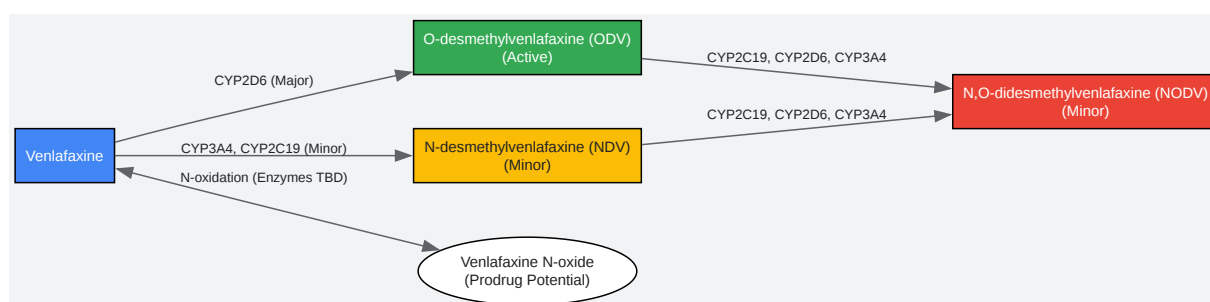 O-desmethylvenlafaxine (ODV)
(Active)
CYP2D6 (Major)
CYP2C19, CYP2D6, CYP3A4
N,O-didesmethylvenlafaxine (NODV)
(Minor)
CYP2C19, CYP2D6, CYP3A4
Venlafaxine
CYP3A4, CYP2C19 (Minor)
N-desmethylvenlafaxine (NDV)
(Minor)
N-oxidation (Enzymes TBD)
Venlafaxine N-oxide
(Prodrug Potential)